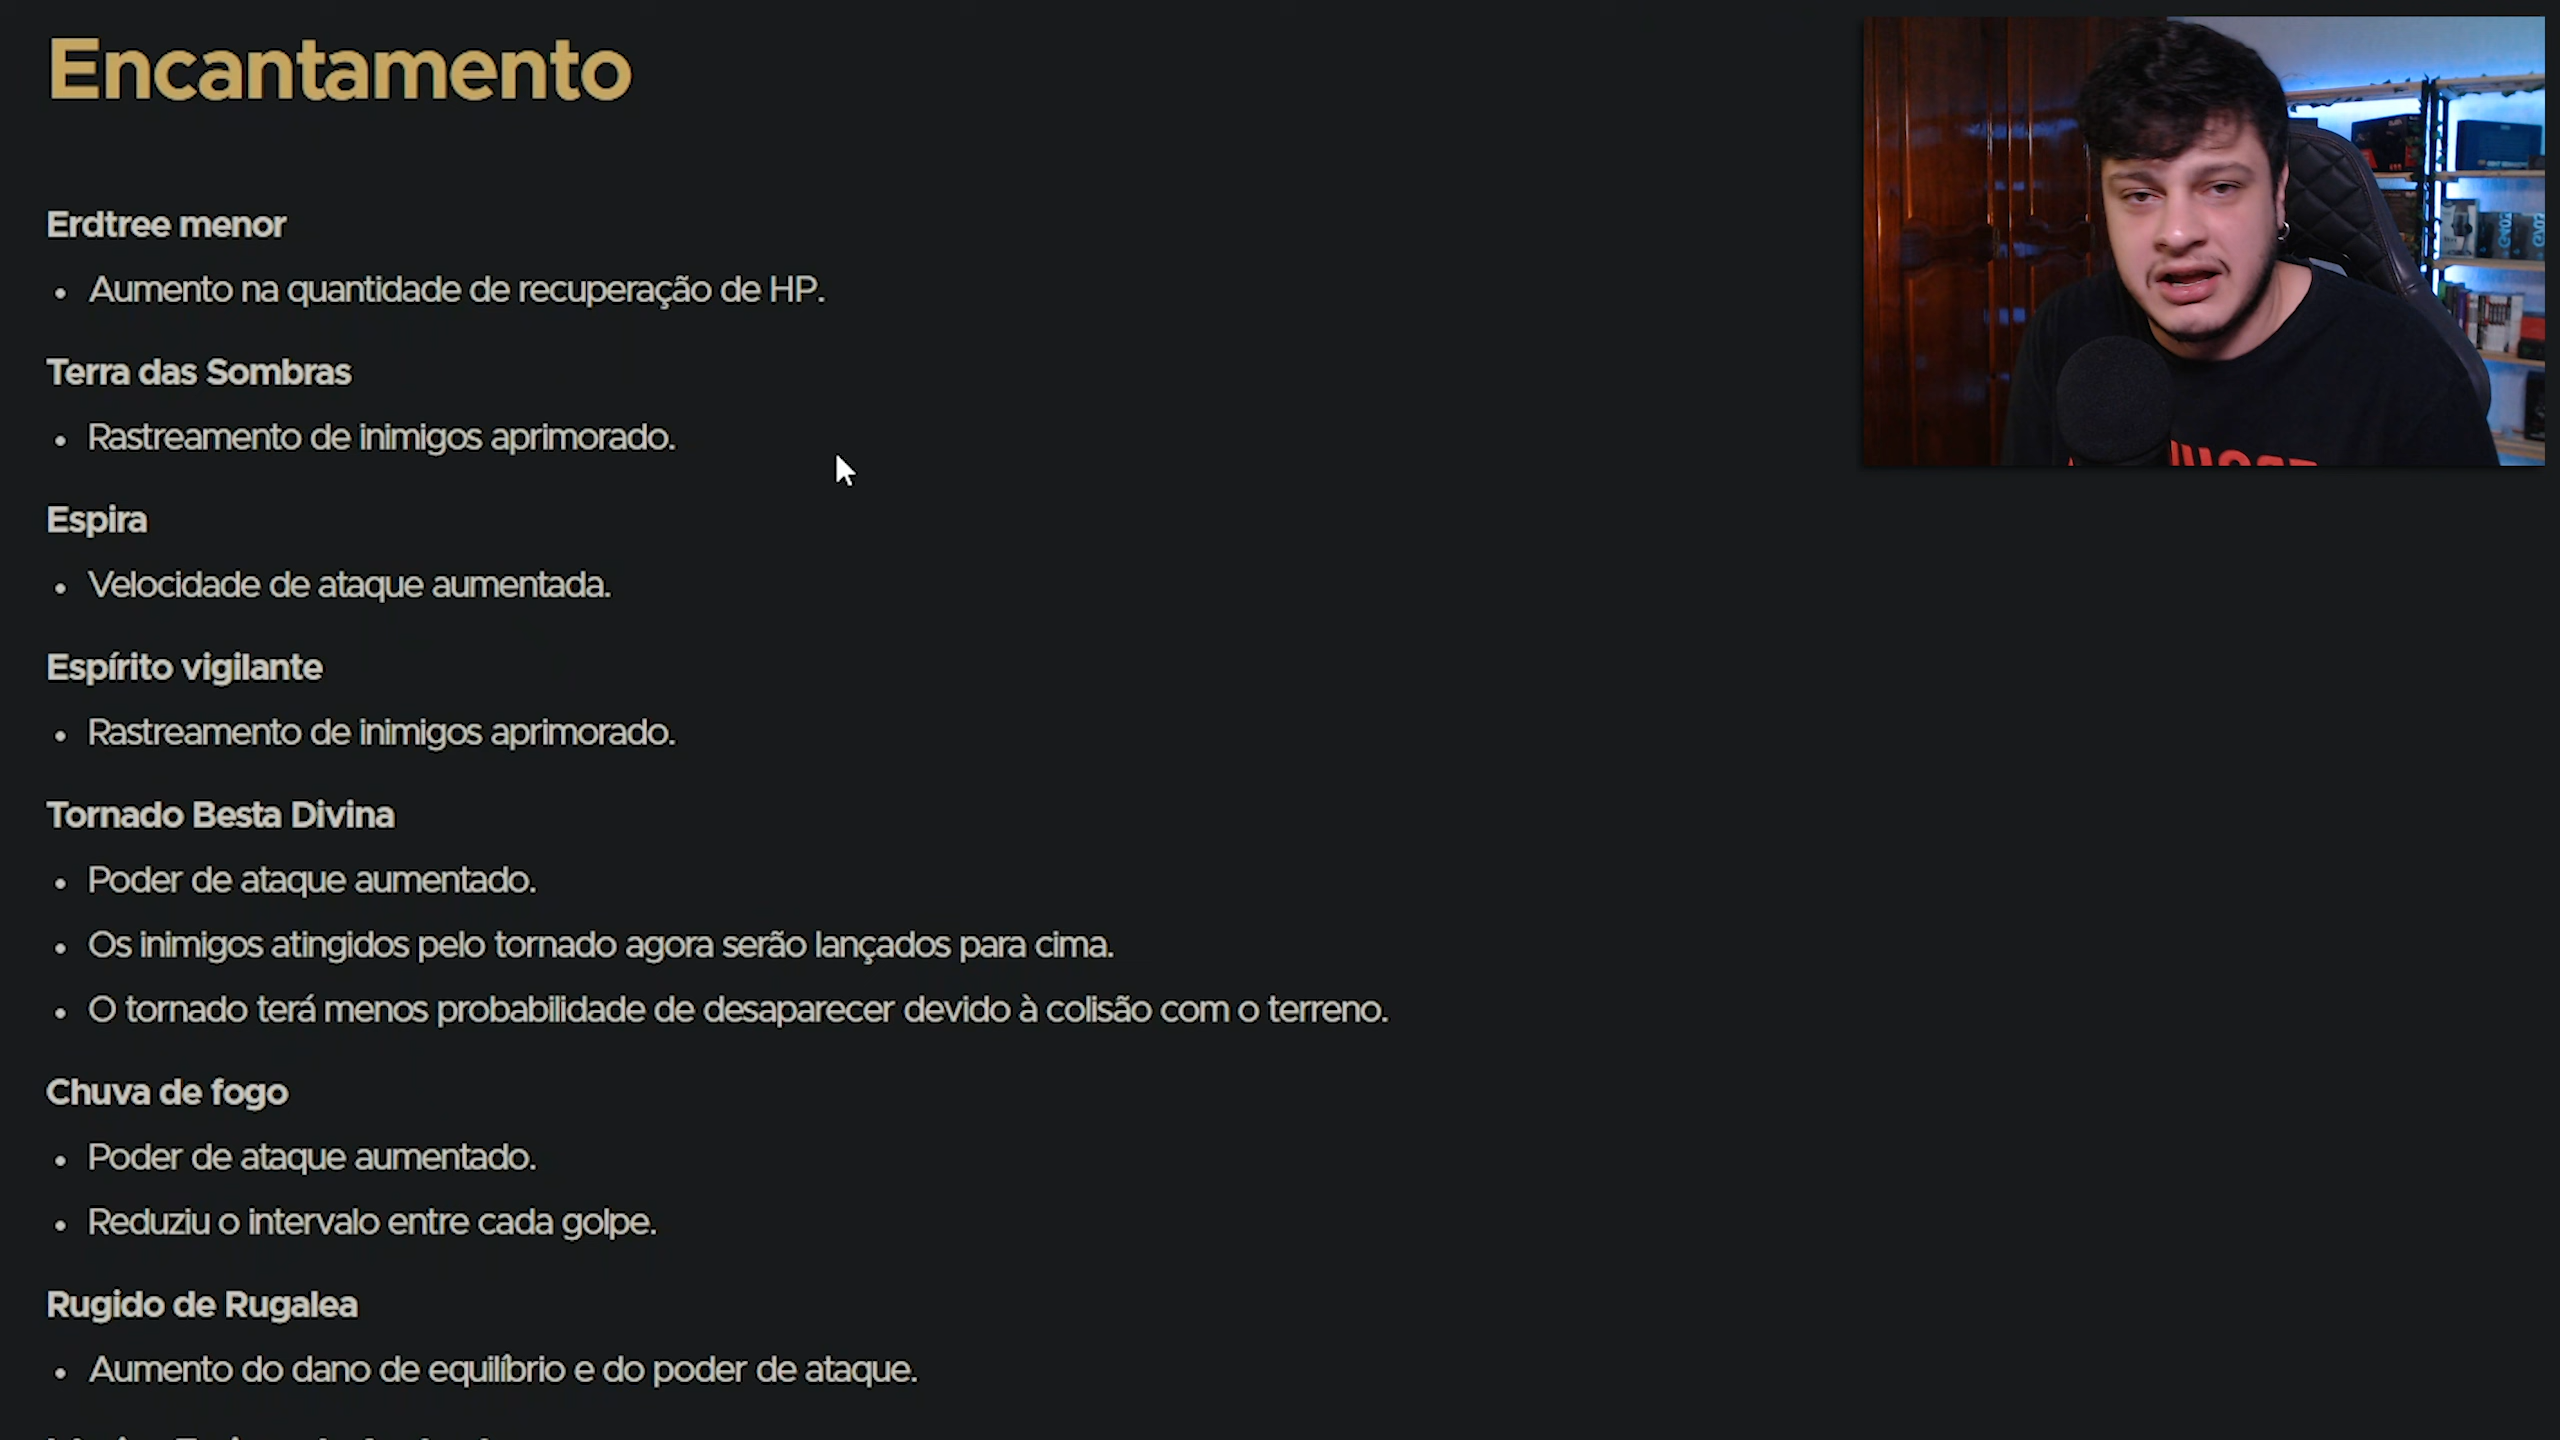 Encantamento
Erdtree menor
• Aumento na quantidade de recuperação de HP.
Terra das Sombras
• Rastreamento de inimigos aprimorado.
Espira
• Velocidade de ataque aumentada.
Espírito vigilante
• Rastreamento de inimigos aprimorado.
Tornado Besta Divina
• Poder de ataque aumentado.
• Os inimigos atingidos pelo tornado agora serão lançados para cima.
• O tornado terá menos probabilidade de desaparecer devido à colisão com o terreno.
Chuva de fogo
• Poder de ataque aumentado.
• Reduziu o intervalo entre cada golpe.
Rugido de Rugalea
• Aumento do dano de equilíbrio e do poder de ataque.